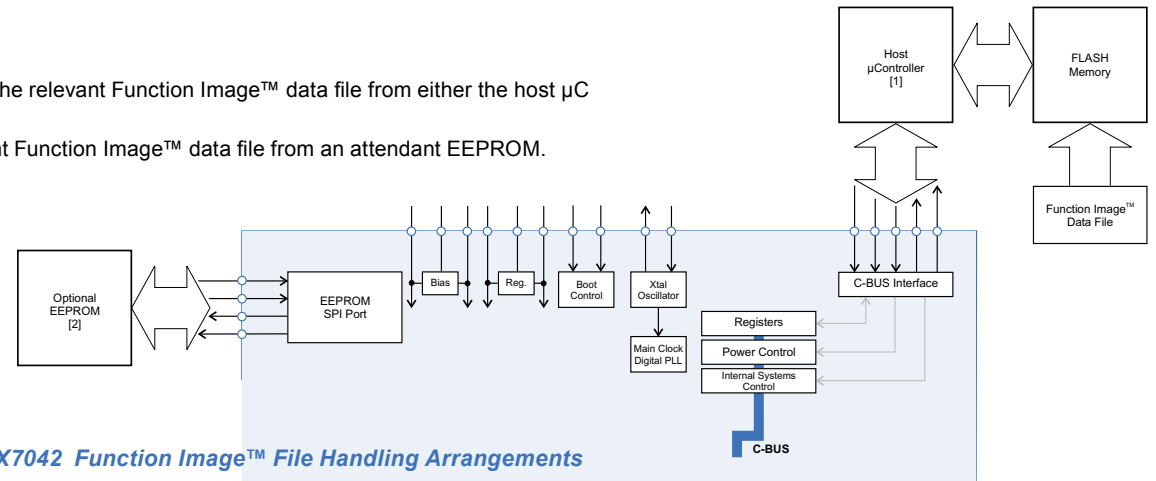 he relevant Function Image™ data file from either the host µC
nt Function Image™ data file from an attendant EEPROM.
Host
µController
[1]
FLASH
Memory
Function Image™
Data File
Optional
EEPROM
[2]
EEPROM
SPI Port
Bias
Reg.
Boot
Control
Xtal
Oscillator
Main Clock
Digital PLL
C-BUS Interface
Registers
Power Control
Internal Systems
Control
C-BUS
X7042 Function Image™ File Handling Arrangements